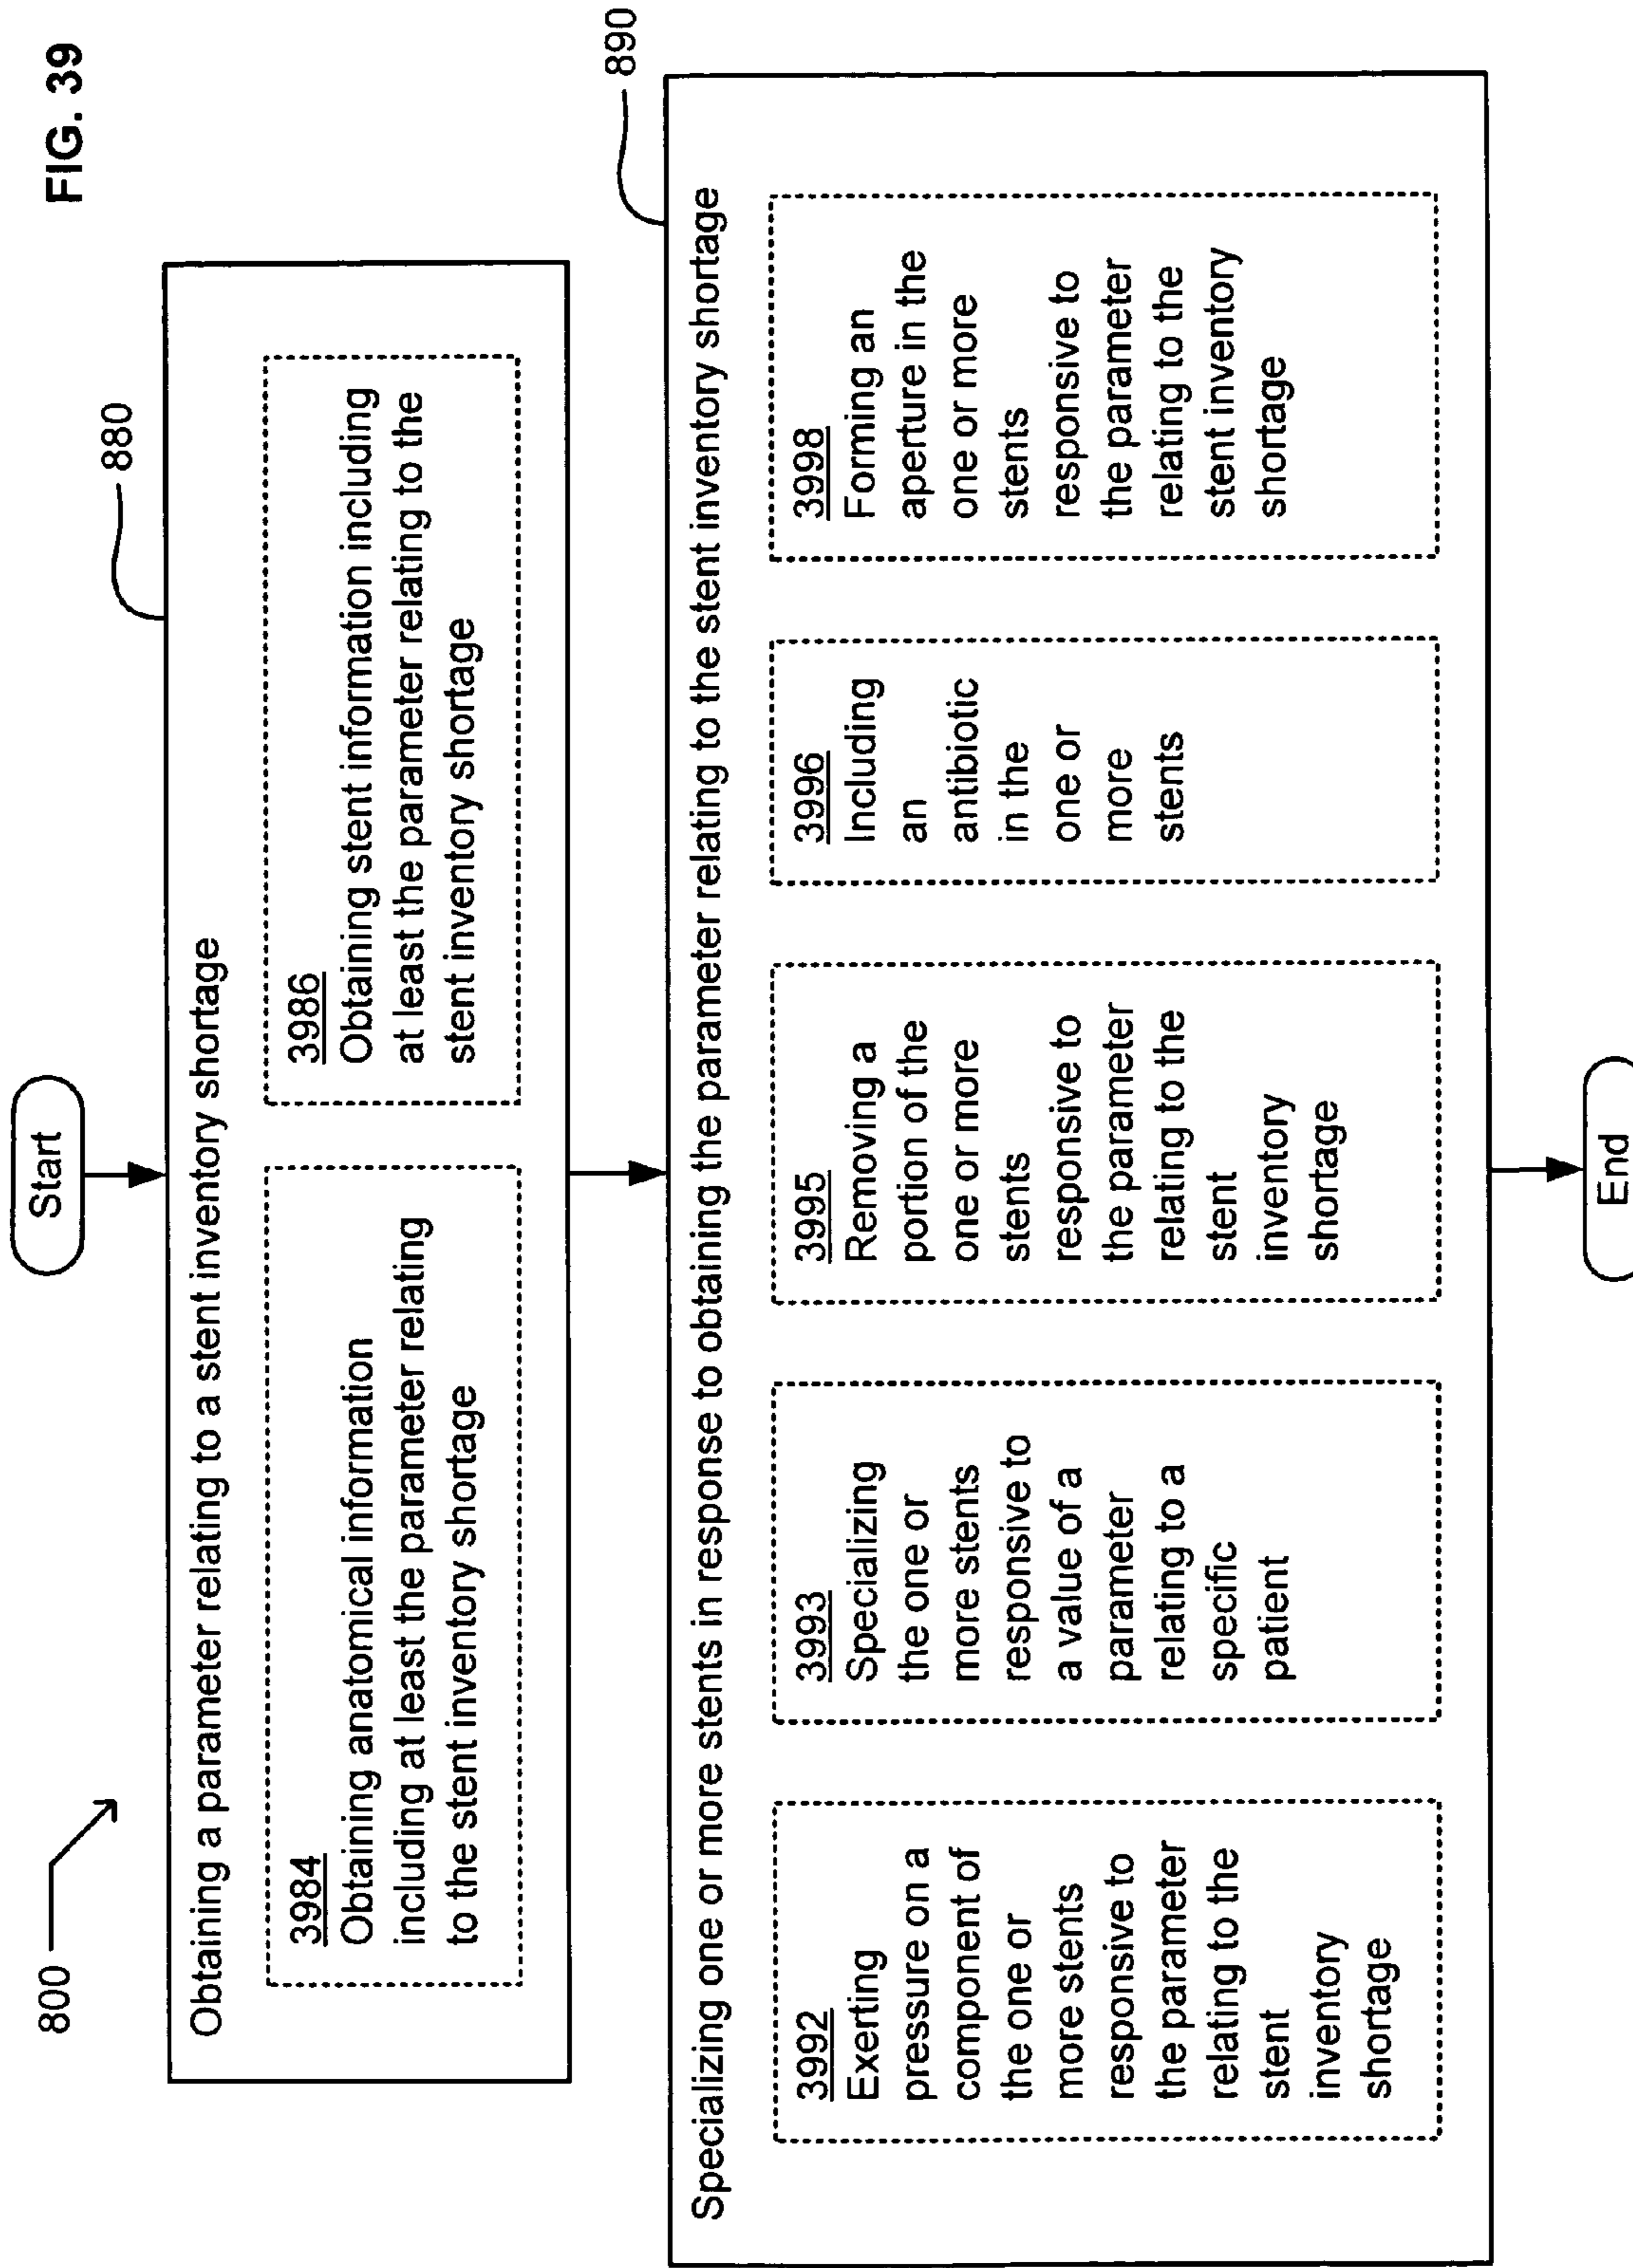 FIG. 39
800
Start
880
Obtaining a parameter relating to a stent inventory shortage
3984
Obtaining anatomical information
including at least the parameter relating
to the stent inventory shortage
3986
Obtaining stent information including
at least the parameter relating to the
stent inventory shortage
890
Specializing one or more stents in response to obtaining the parameter relating to the stent inventory shortage
3992
Exerting
pressure on a
component of
the one or
more stents
responsive to
the parameter
relating to the
stent
inventory
shortage
3993
Specializing
the one or
more stents
responsive to
a value of a
parameter
relating to a
specific
patient
3995
Removing a
portion of the
one or more
stents
responsive to
the parameter
relating to the
stent
inventory
shortage
3996
Including
an
antibiotic
in the
one or
more
stents
3998
Forming an
aperture in the
one or more
stents
responsive to
the parameter
relating to the
stent inventory
shortage
End